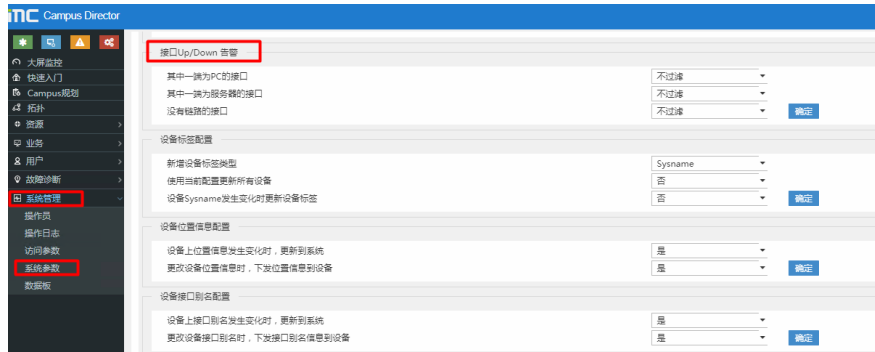 iMC Campus Director
大屏监控
快速入门
Campus规划
拓扑
资源
业务
用户
故障诊断
系统管理
操作员
操作日志
访问参数
系统参数
数据板
接口Up/Down 告警
其中一端为PC的接口 不过滤
其中一端为服务器的接口 不过滤
没有链路的接口 不过滤 确定
设备标签配置
新增设备标签类型 Sysname
使用当前配置更新所有设备 否
设备Sysname发生变化时更新设备标签 否 确定
设备位置信息配置
设备上位置信息发生变化时，更新到系统 是
更改设备位置信息时，下发位置信息到设备 是 确定
设备接口别名配置
设备上接口别名发生变化时，更新到系统 是
更改设备接口别名时，下发接口别名信息到设备 是 确定